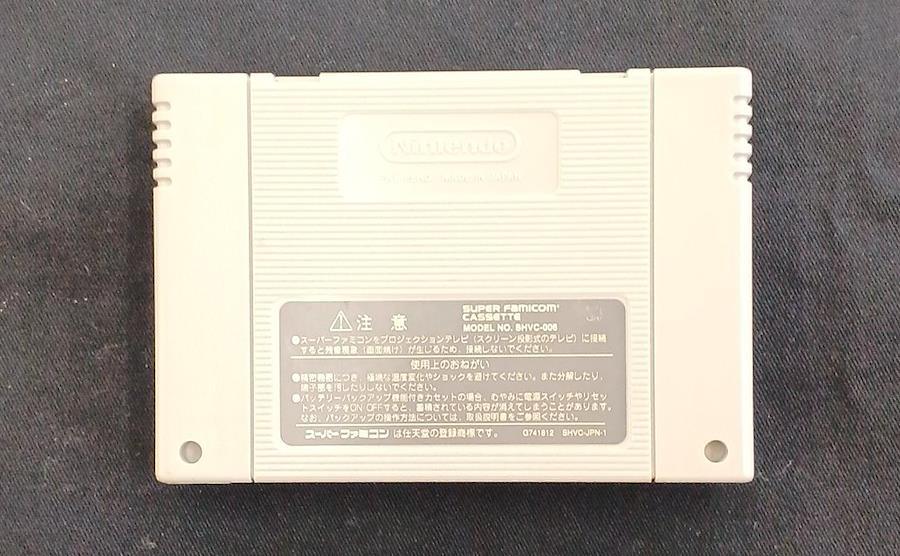 Nintendo
MADE IN JAPAN
⚠注意
SUPER FAMICOM
CASSETTE
MODEL NO. SHVC-006
●スーパーファミコンをプロジェクションテレビ(スクリーン投影式のテレビ)に接続
すると残像現象(画面焼け)が生じるため、接続しないでください。
使用上のおねがい
●精密機器につき、極端な温度変化やショックを避けてください。また分解したり、
端子部を汚したりしないでください。
●バッテリーバックアップ機能付きカセットの場合、むやみに電源スイッチやリセッ
トスイッチをON OFFすると、蓄積されている内容が消えてしまうことがあります。
なお、バックアップの操作方法については、取扱説明書をご参照ください。
スーパーファミコンは任天堂の登録商標です。
G741812 SHVC-JPN-1